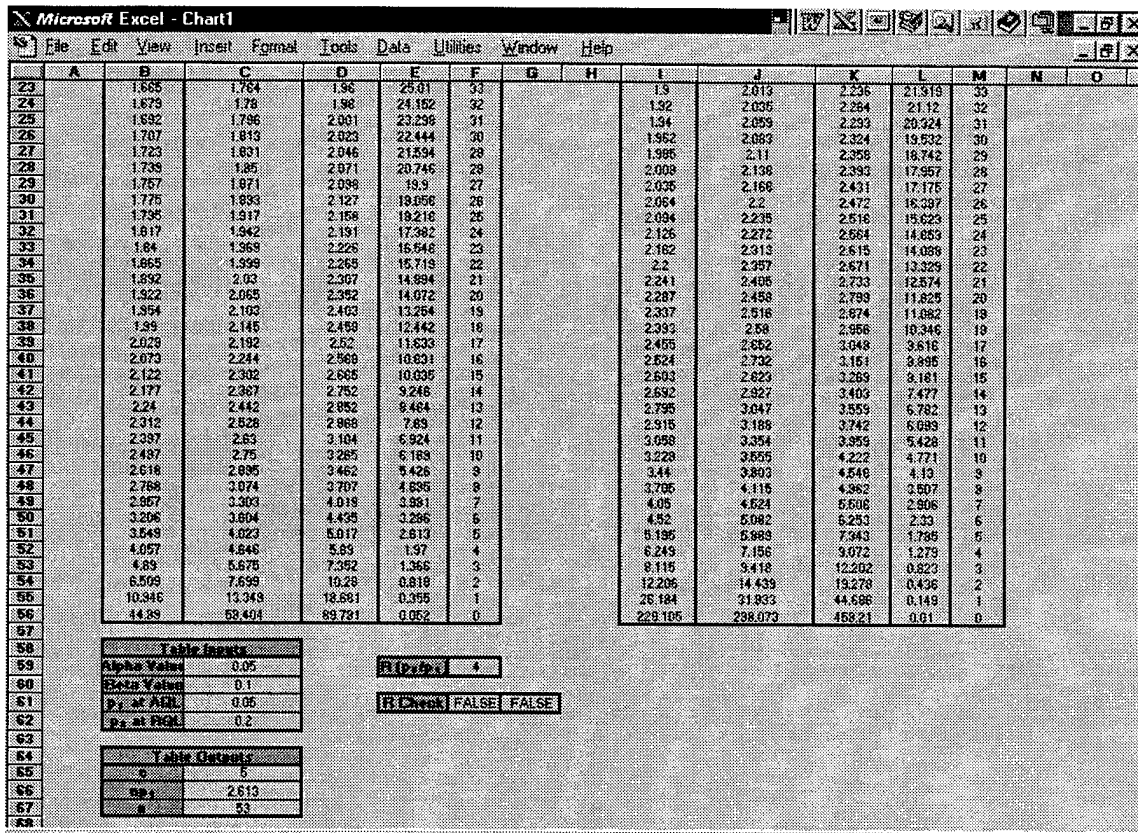 Microsoft Excel - Chart1
File Edit View Insert Format Tools Data Utilities Window Help
A B C D E F G H I J K L M N O
23 1.665 1.764 1.96 25.01 33 1.9 2.013 2.236 21.919 33
24 1.679 1.78 1.98 24.152 32 1.92 2.035 2.264 21.12 32
25 1.692 1.796 2.001 23.298 31 1.94 2.059 2.293 20.324 31
26 1.707 1.813 2.023 22.444 30 1.962 2.083 2.324 19.532 30
27 1.723 1.831 2.046 21.594 29 1.985 2.11 2.358 18.742 29
28 1.739 1.85 2.071 20.746 28 2.009 2.138 2.393 17.957 28
29 1.757 1.871 2.098 19.9 27 2.035 2.168 2.431 17.175 27
30 1.775 1.893 2.127 19.056 26 2.064 2.2 2.472 16.397 26
31 1.795 1.917 2.158 18.218 25 2.094 2.235 2.516 15.623 25
32 1.817 1.942 2.191 17.382 24 2.126 2.272 2.564 14.853 24
33 1.84 1.969 2.226 16.548 23 2.162 2.313 2.615 14.088 23
34 1.865 1.999 2.265 15.719 22 2.2 2.357 2.671 13.329 22
35 1.892 2.03 2.307 14.894 21 2.241 2.405 2.733 12.574 21
36 1.922 2.065 2.352 14.072 20 2.287 2.458 2.799 11.825 20
37 1.954 2.103 2.403 13.254 19 2.337 2.516 2.874 11.082 19
38 1.99 2.145 2.458 12.442 18 2.393 2.58 2.956 10.346 18
39 2.029 2.192 2.52 11.633 17 2.455 2.652 3.048 9.616 17
40 2.073 2.244 2.589 10.831 16 2.524 2.732 3.151 8.895 16
41 2.122 2.302 2.665 10.035 15 2.603 2.823 3.269 8.181 15
42 2.177 2.367 2.752 9.246 14 2.692 2.927 3.403 7.477 14
43 2.24 2.442 2.852 8.464 13 2.795 3.047 3.559 6.782 13
44 2.312 2.528 2.968 7.69 12 2.915 3.188 3.742 6.099 12
45 2.397 2.63 3.104 6.924 11 3.058 3.354 3.959 5.428 11
46 2.497 2.75 3.265 6.169 10 3.229 3.555 4.222 4.771 10
47 2.618 2.895 3.462 5.426 9 3.44 3.803 4.548 4.13 9
48 2.768 3.074 3.707 4.695 8 3.705 4.115 4.962 3.507 8
49 2.957 3.303 4.019 3.981 7 4.05 4.524 5.506 2.906 7
50 3.206 3.604 4.435 3.286 6 4.52 5.082 6.253 2.33 6
51 3.549 4.023 5.017 2.613 5 5.195 5.889 7.343 1.785 5
52 4.057 4.646 5.89 1.97 4 6.249 7.156 9.072 1.279 4
53 4.89 5.675 7.352 1.366 3 8.115 9.418 12.202 0.823 3
54 6.509 7.699 10.28 0.818 2 12.206 14.439 19.278 0.436 2
55 10.946 13.349 18.681 0.355 1 26.184 31.933 44.686 0.149 1
56 44.89 58.404 89.781 0.052 0 229.105 298.073 458.21 0.01 0
57
58 Table Inputs
59 Alpha Value 0.05 R (p₂/p₁) 4
60 Beta Value 0.1
61 p₁ at AQL 0.05 R Check FALSE FALSE
62 p₂ at RQL 0.2
63
64 Table Outputs
65 c 5
66 np₁ 2.613
67 n 53
68